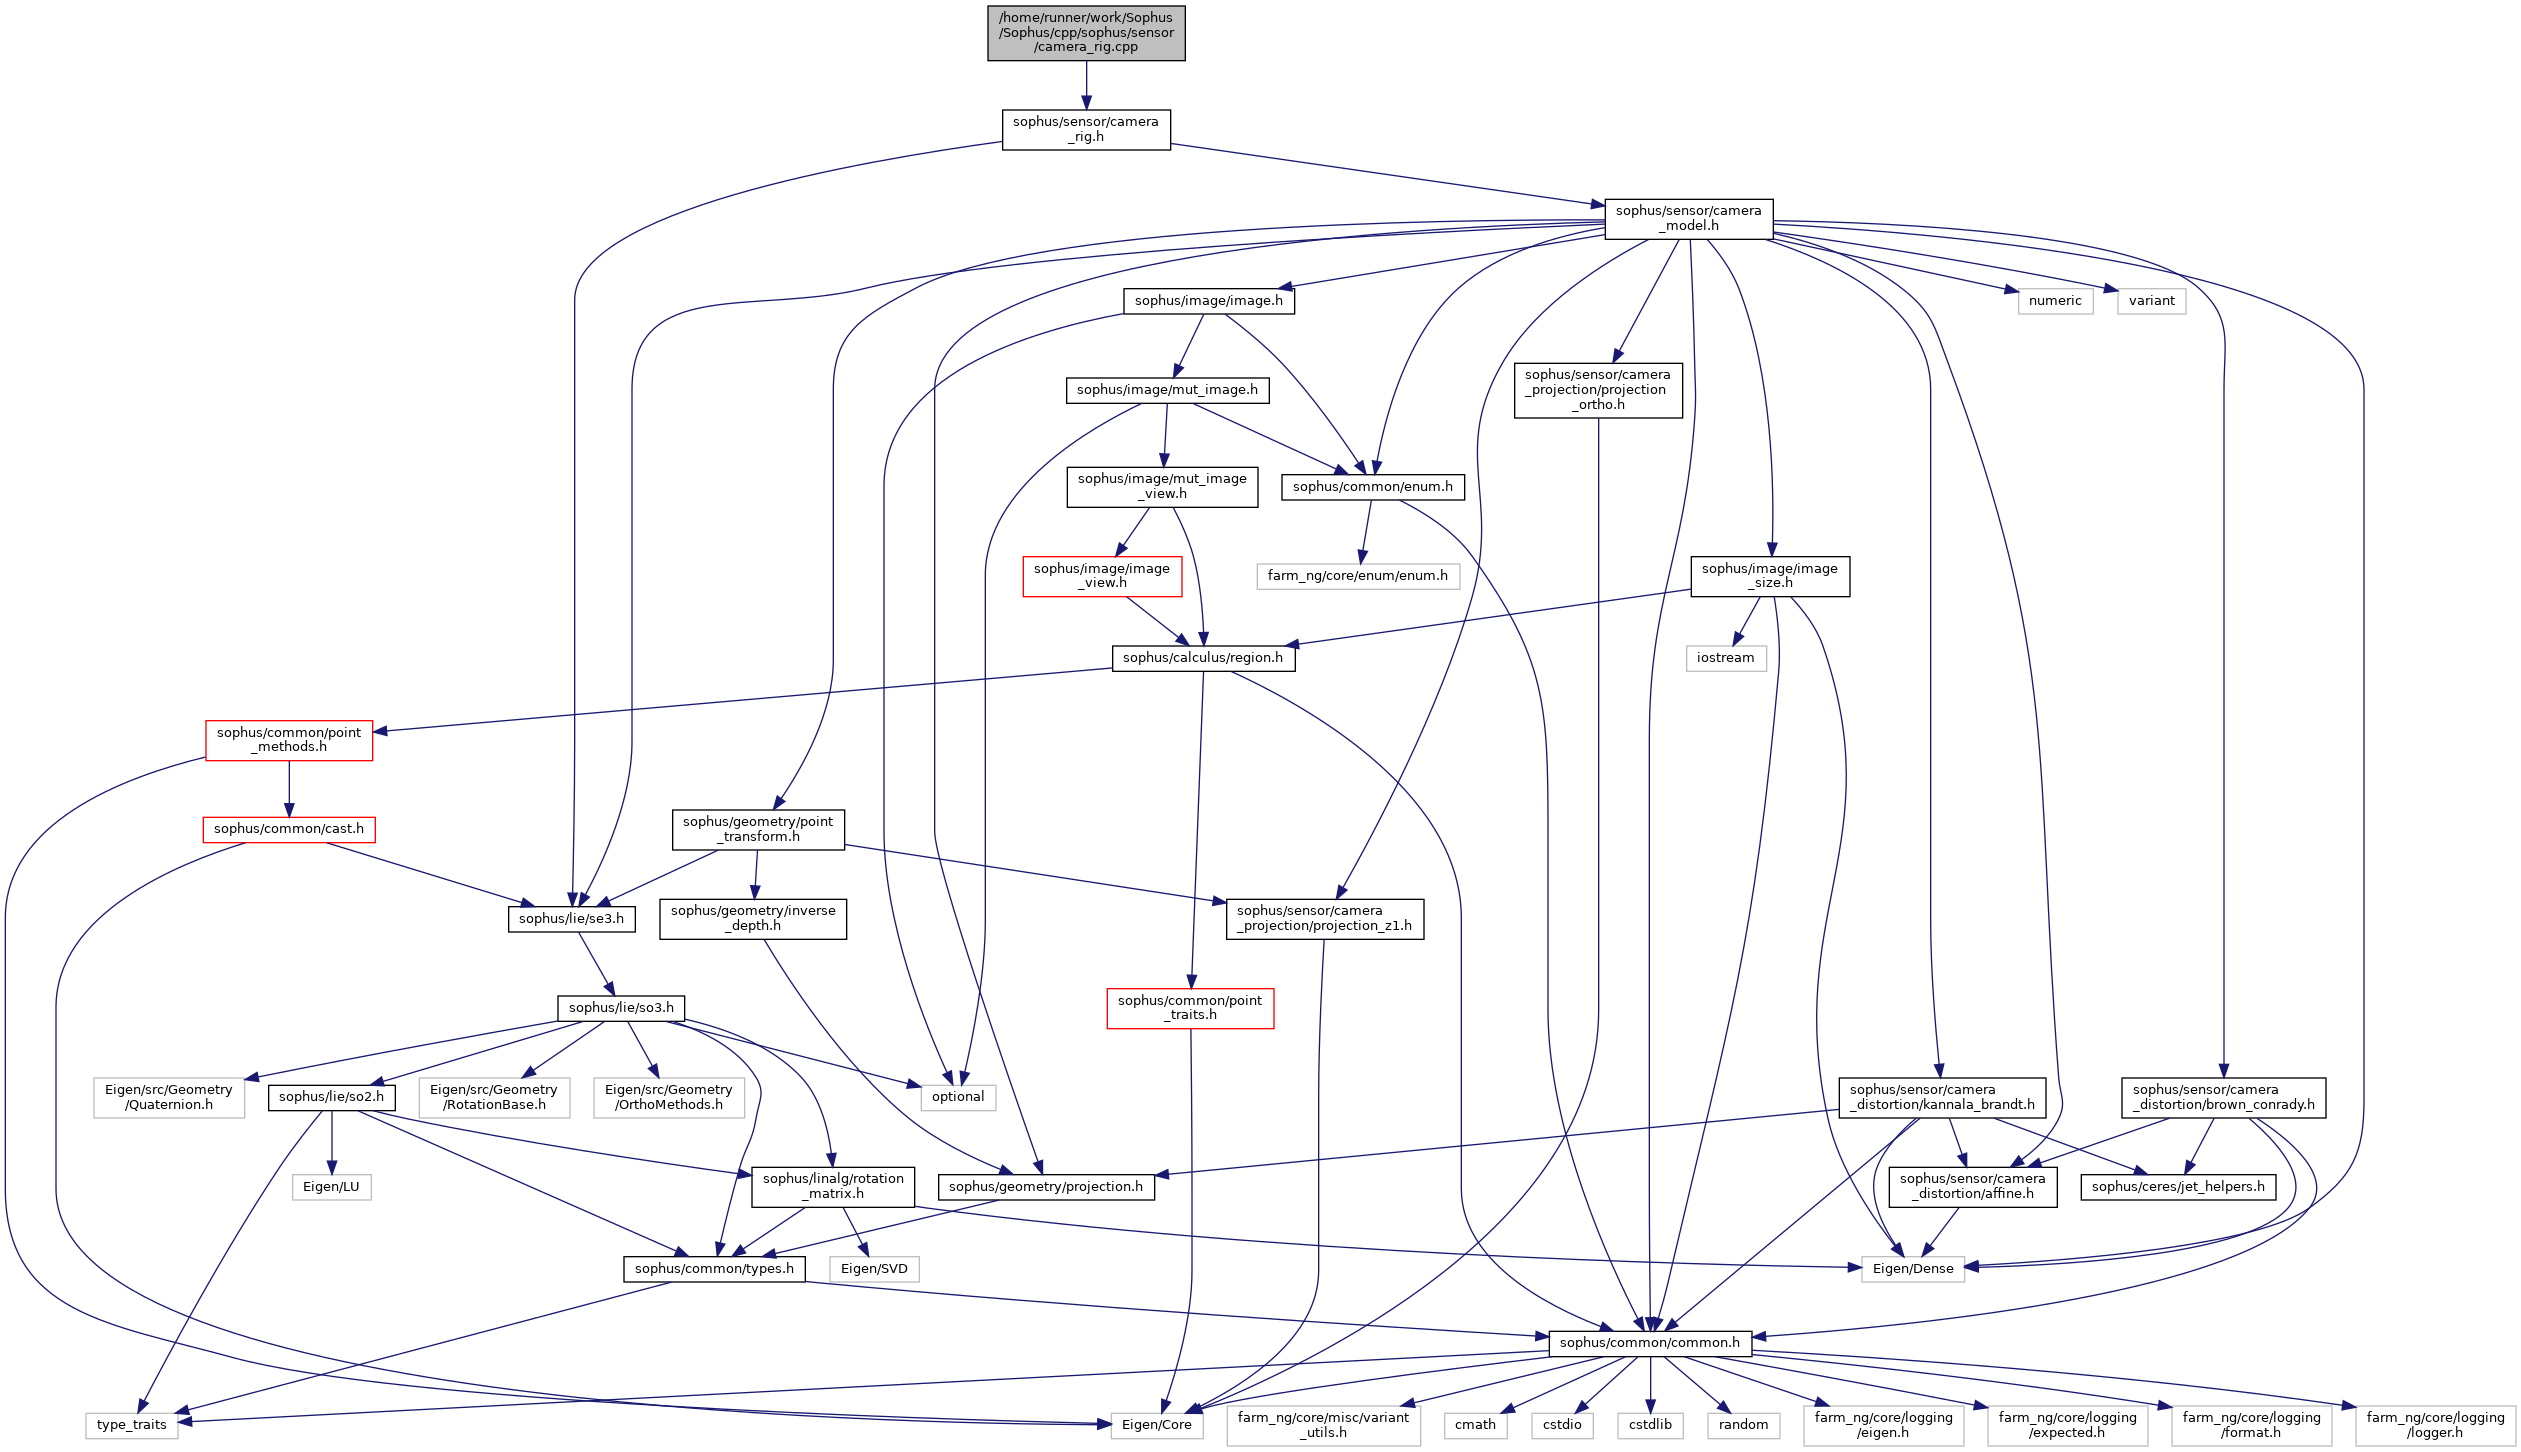 /home/runner/work/Sophus
/Sophus/cpp/sophus/sensor
/camera_rig.cpp
sophus/sensor/camera
_rig.h
sophus/sensor/camera
_model.h
sophus/image/image.h
numeric
variant
sophus/image/mut_image.h
sophus/sensor/camera
_projection/projection
_ortho.h
sophus/image/mut_image
_view.h
sophus/common/enum.h
sophus/image/image
_view.h
farm_ng/core/enum/enum.h
sophus/image/image
_size.h
sophus/calculus/region.h
iostream
sophus/common/point
_methods.h
sophus/common/cast.h
sophus/geometry/point
_transform.h
sophus/lie/se3.h
sophus/geometry/inverse
_depth.h
sophus/sensor/camera
_projection/projection_z1.h
sophus/lie/so3.h
sophus/common/point
_traits.h
Eigen/src/Geometry
/Quaternion.h
sophus/lie/so2.h
Eigen/src/Geometry
/RotationBase.h
Eigen/src/Geometry
/OrthoMethods.h
optional
sophus/sensor/camera
_distortion/kannala_brandt.h
sophus/sensor/camera
_distortion/brown_conrady.h
Eigen/LU
sophus/linalg/rotation
_matrix.h
sophus/geometry/projection.h
sophus/sensor/camera
_distortion/affine.h
sophus/ceres/jet_helpers.h
sophus/common/types.h
Eigen/SVD
Eigen/Dense
sophus/common/common.h
type_traits
Eigen/Core
farm_ng/core/misc/variant
_utils.h
cmath
cstdio
cstdlib
random
farm_ng/core/logging
/eigen.h
farm_ng/core/logging
/expected.h
farm_ng/core/logging
/format.h
farm_ng/core/logging
/logger.h